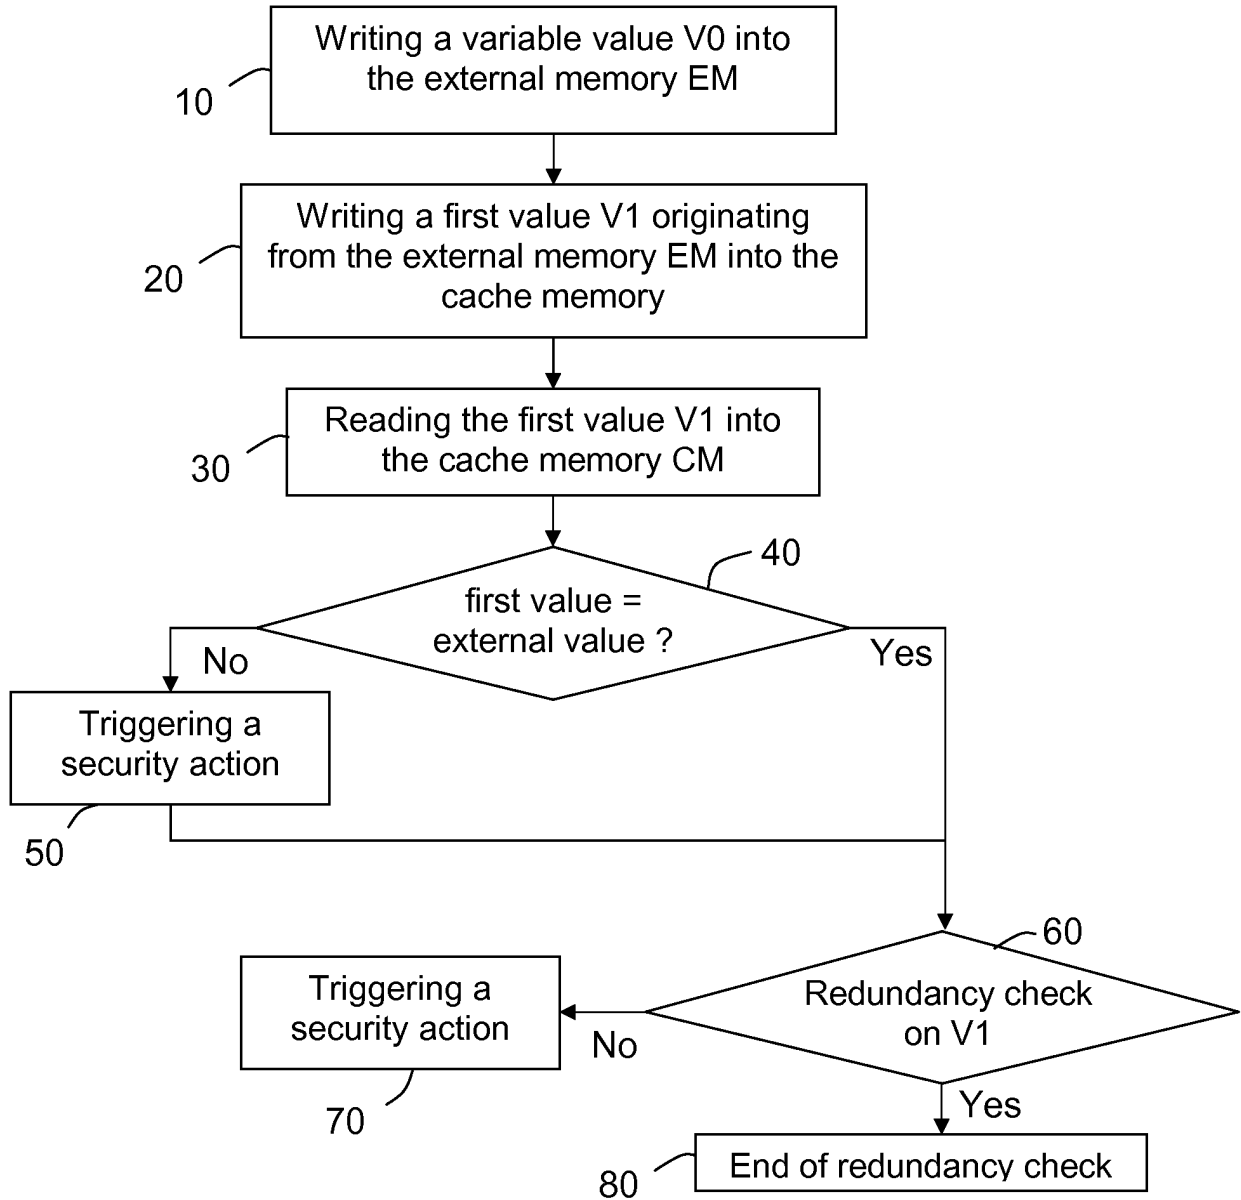 Writing a variable value V0 into
the external memory EM
10
Writing a first value V1 originating
from the external memory EM into the
cache memory
20
Reading the first value V1 into
the cache memory CM
30
40
first value =
external value ?
No
Yes
Triggering a
security action
50
60
Redundancy check
on V1
Triggering a
security action
No
70
Yes
End of redundancy check
80